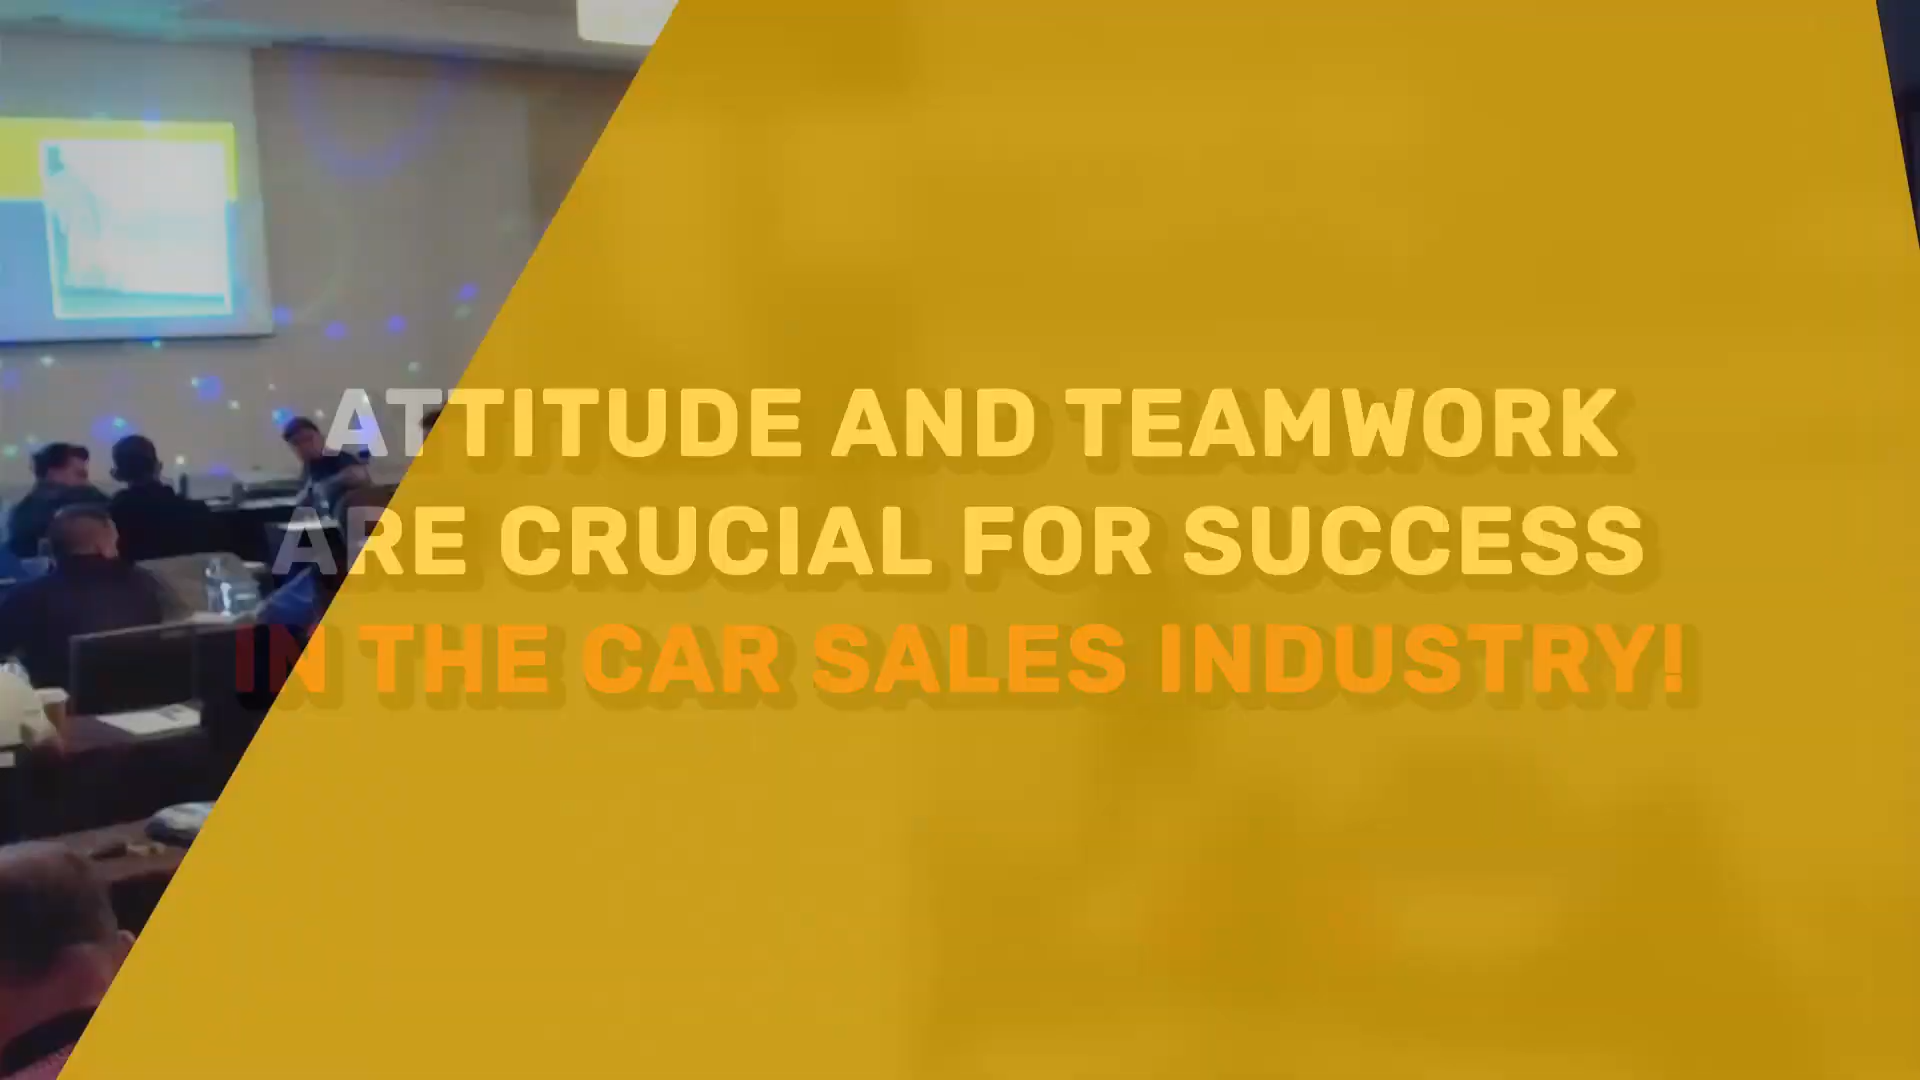 ATTITUDE AND TEAMWORK
ARE CRUCIAL FOR SUCCESS
IN THE CAR SALES INDUSTRY!